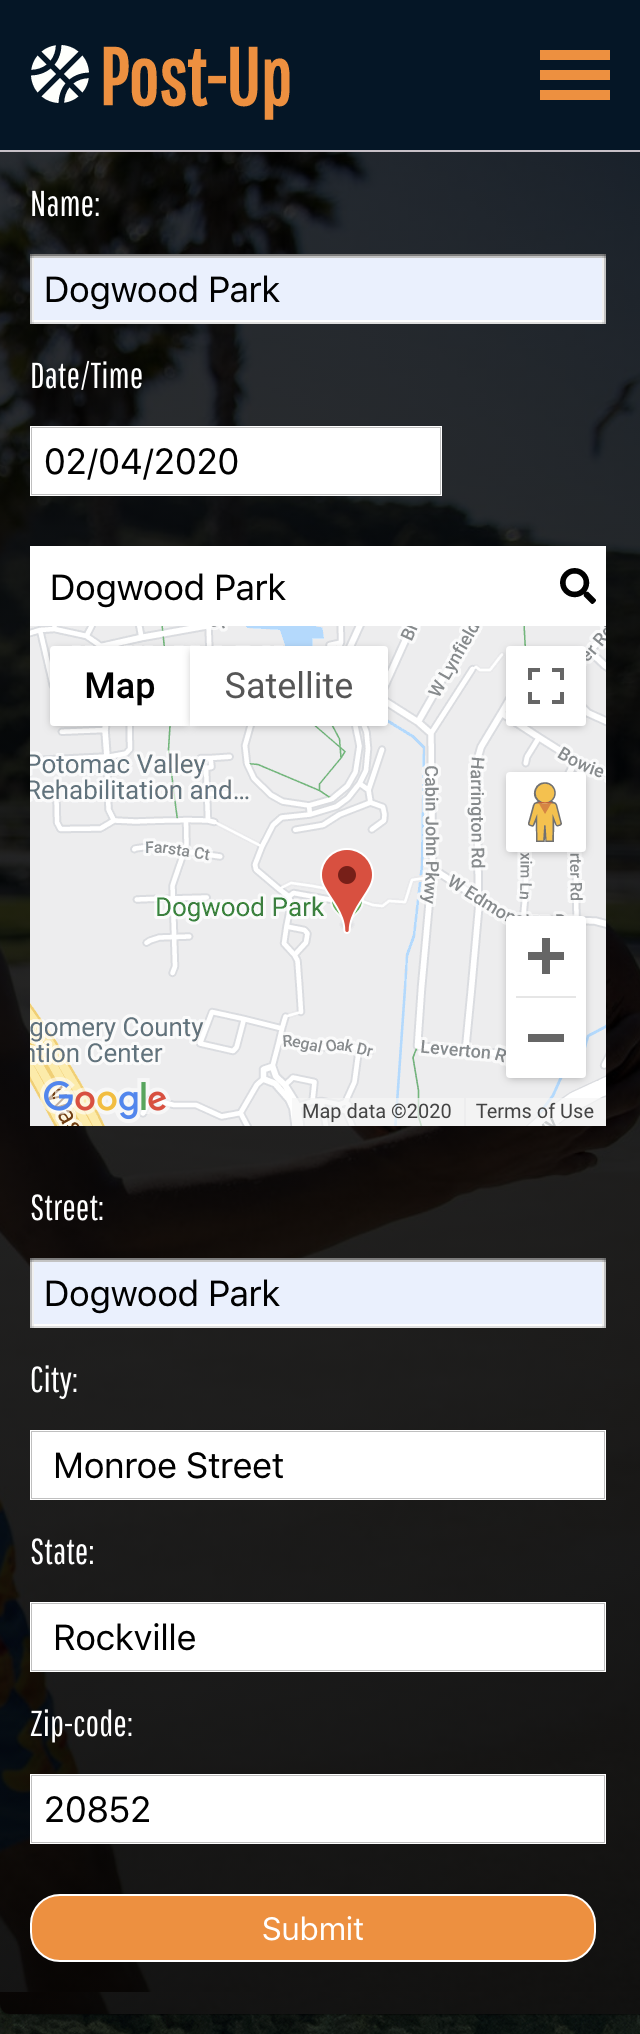 Post-Up
Name:
Dogwood Park
Date/Time
02/04/2020
Dogwood Park
Map
Satellite
W Lynfield
Potomac Valley
Rehabilitation and...
Bowie
Cabin John Pkwy
Harrington Rd
Farsta Ct
xim Ln
rter Rd
W Edmon
Dogwood Park
gomery County
ntion Center
Regal Oak Dr
Leverton R
Google
Map data ©2020
Terms of Use
Street:
Dogwood Park
City:
Monroe Street
State:
Rockville
Zip-code:
20852
Submit